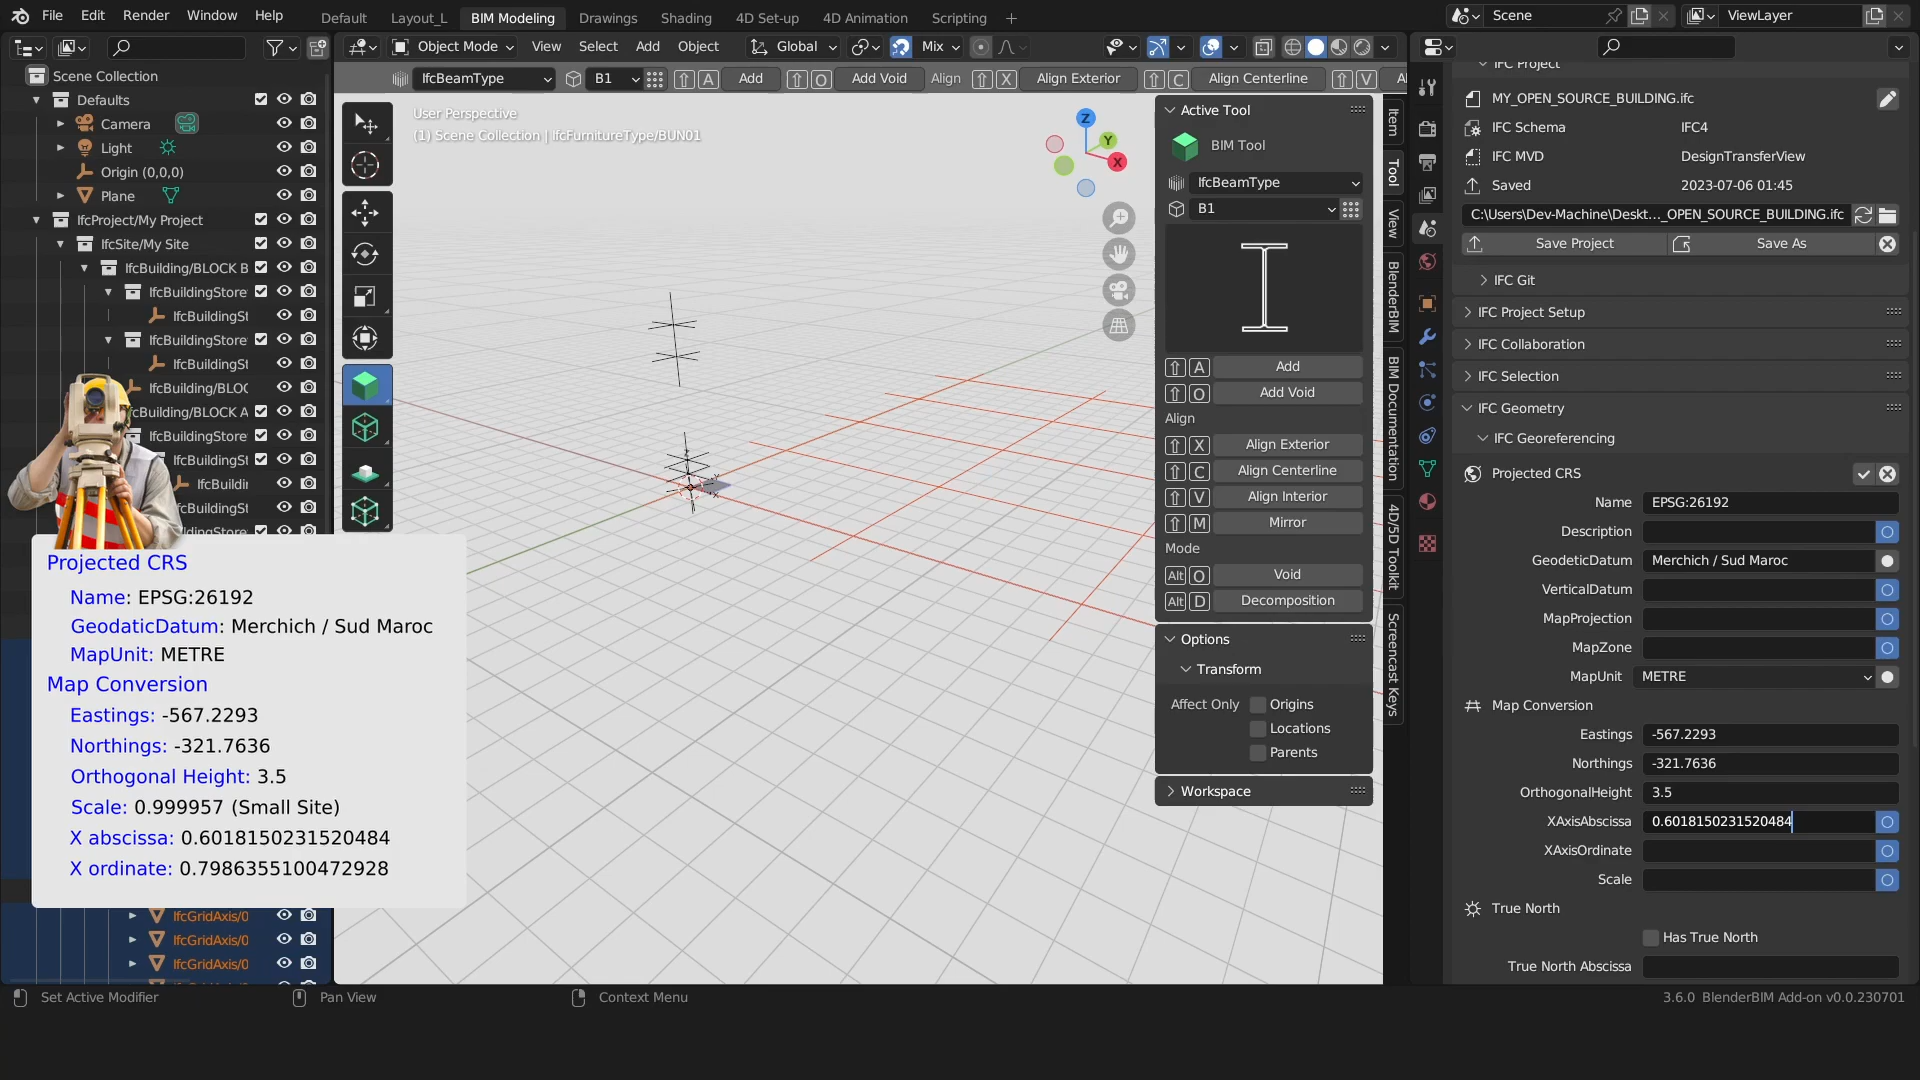 File Edit Render Window Help
Default Layout_L BIM Modeling Drawings Shading 4D Set-up 4D Animation Scripting +
Scene
ViewLayer
Object Mode View Select Add Object Global Mix
IfcBeamType B1 A Add O Add Void Align X Align Exterior C Align Centerline V Al
Scene Collection
Defaults
Camera
Light
Origin (0,0,0)
Plane
IfcProject/My Project
IfcSite/My Site
IfcBuilding/BLOCK B
IfcBuildingStore
IfcBuildingSt
IfcBuildingStore
IfcBuildingSt
IfcBuilding/BLOC
fcBuilding/BLOCK A
IfcBuildingStore
fcBuildingSt
IfcBuildin
fcBuildingSt
Projected CRS
Name: EPSG:26192
GeodaticDatum: Merchich / Sud Maroc
MapUnit: METRE
Map Conversion
Eastings: -567.2293
Northings: -321.7636
Orthogonal Height: 3.5
Scale: 0.999957 (Small Site)
X abscissa: 0.6018150231520484
X ordinate: 0.7986355100472928
IfcGridAxis/0
IfcGridAxis/0
IfcGridAxis/0
User Perspective
(1) Scene Collection | IfcFurnitureType/BUN01
Z
Y
X
Active Tool
BIM Tool
IfcBeamType
B1
A Add
O Add Void
Align
X Align Exterior
C Align Centerline
V Align Interior
M Mirror
Mode
Alt O Void
Alt D Decomposition
Options
Transform
Affect Only Origins
Locations
Parents
Workspace
Item
Tool
View
BlenderBIM
BIM Documentation
4D/5D Toolkit
Screencast Keys
IFC Project
MY_OPEN_SOURCE_BUILDING.ifc
IFC Schema IFC4
IFC MVD DesignTransferView
Saved 2023-07-06 01:45
C:\Users\Dev-Machine\Deskt..._OPEN_SOURCE_BUILDING.ifc
Save Project Save As
IFC Git
IFC Project Setup
IFC Collaboration
IFC Selection
IFC Geometry
IFC Georeferencing
Projected CRS
Name EPSG:26192
Description
GeodeticDatum Merchich / Sud Maroc
VerticalDatum
MapProjection
MapZone
MapUnit METRE
Map Conversion
Eastings -567.2293
Northings -321.7636
OrthogonalHeight 3.5
XAxisAbscissa 0.6018150231520484
XAxisOrdinate
Scale
True North
Has True North
True North Abscissa
Set Active Modifier Pan View Context Menu 3.6.0 BlenderBIM Add-on v0.0.230701